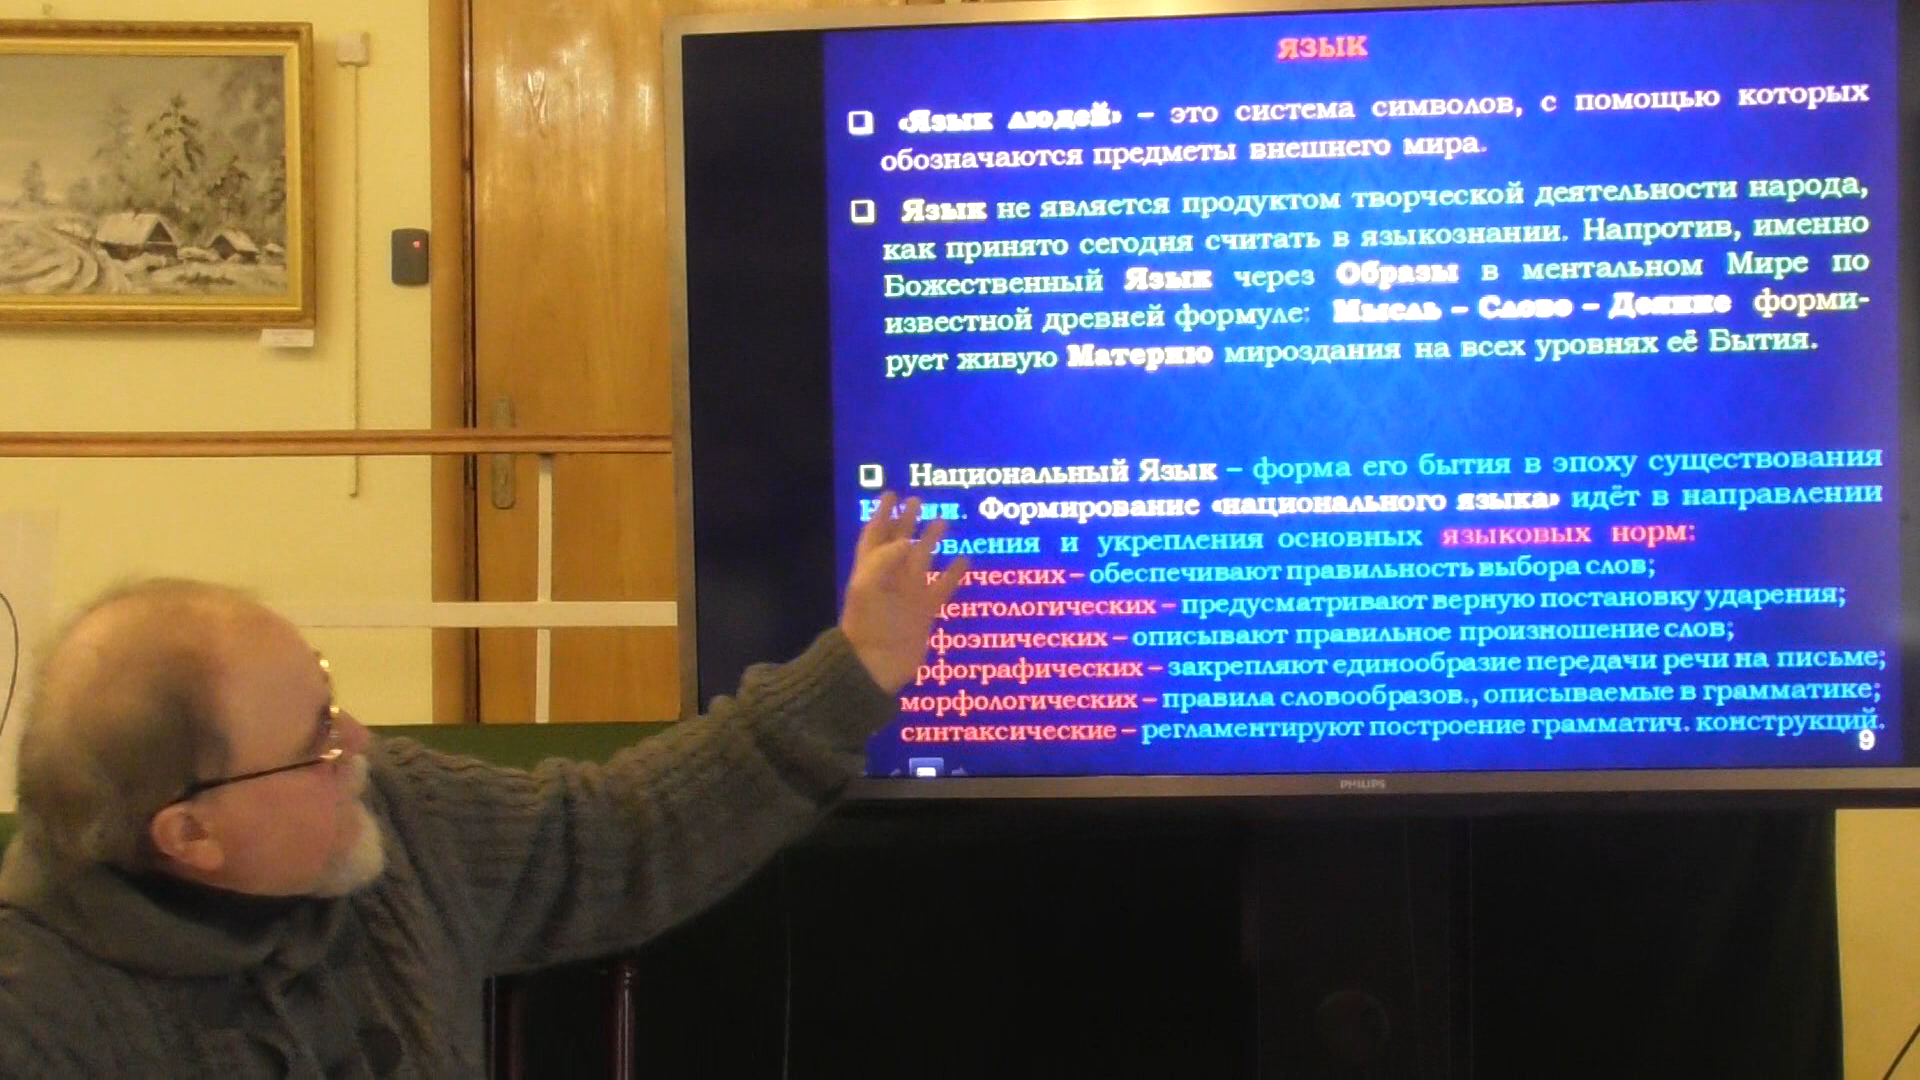 ЯЗЫК
❑ «Язык людей» – это система символов, с помощью которых
обозначаются предметы внешнего мира.
❑ Язык не является продуктом творческой деятельности народа,
как принято сегодня считать в языкознании. Напротив, именно
Божественный Язык через Образы в ментальном Мире по
известной древней формуле: Мысль – Слово – Деяние форми-
рует живую Материю мироздания на всех уровнях её Бытия.
❑ Национальный Язык – форма его бытия в эпоху существования
Формирование «национального языка» идёт в направлении
и укрепления основных языковых норм:
– обеспечивают правильность выбора слов;
– предусматривают верную постановку ударения;
– описывают правильное произношение слов;
– закрепляют единообразие передачи речи на письме;
морфологических – правила словообразов., описываемые в грамматике;
синтаксические – регламентируют построение грамматич. конструкций.
9
PHILIPS